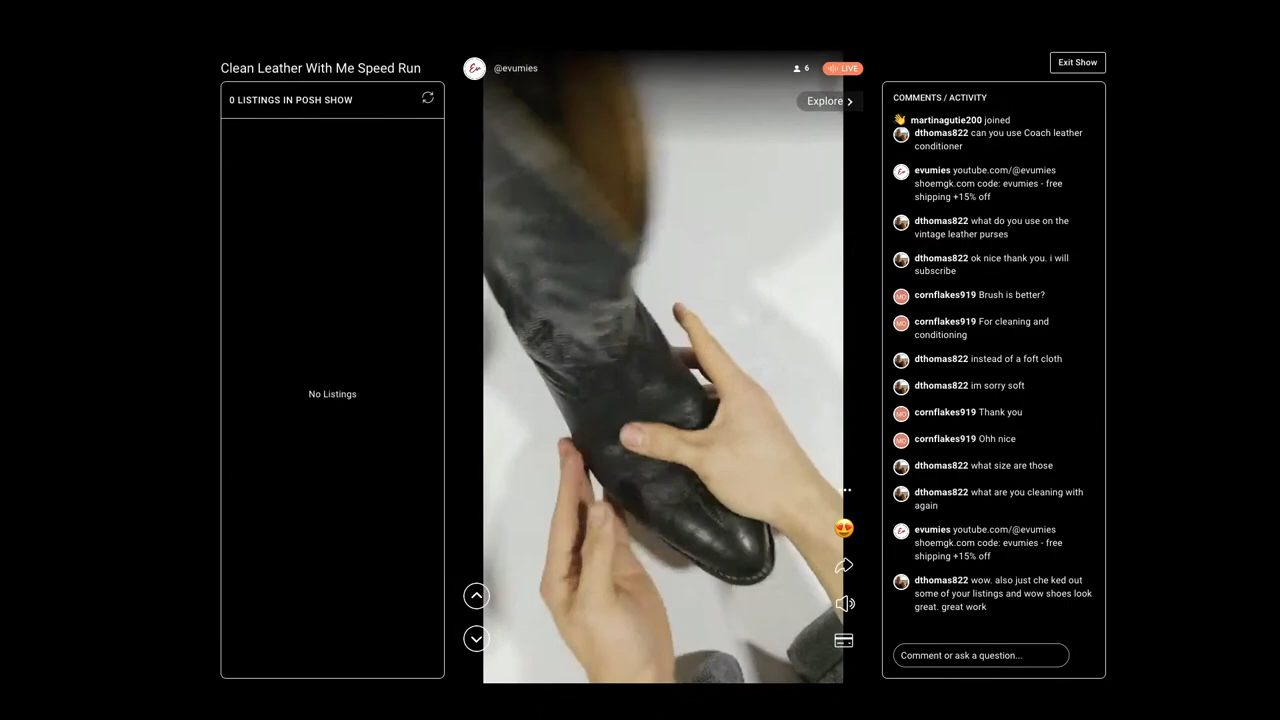 Clean Leather With Me Speed Run
0 LISTINGS IN POSH SHOW
No Listings
Ev
@evumies
6
LIVE
Explore
Exit Show
COMMENTS / ACTIVITY
martinagutie200 joined
dthomas822 can you use Coach leather
conditioner
evumies youtube.com/@evumies
shoemgk.com code: evumies - free
shipping +15% off
dthomas822 what do you use on the
vintage leather purses
dthomas822 ok nice thank you. i will
subscribe
MO
cornflakes919 Brush is better?
MO
cornflakes919 For cleaning and
conditioning
dthomas822 instead of a foft cloth
dthomas822 im sorry soft
MO
cornflakes919 Thank you
MO
cornflakes919 Ohh nice
dthomas822 what size are those
dthomas822 what are you cleaning with
again
evumies youtube.com/@evumies
shoemgk.com code: evumies - free
shipping +15% off
dthomas822 wow. also just che ked out
some of your listings and wow shoes look
great. great work
Comment or ask a question...